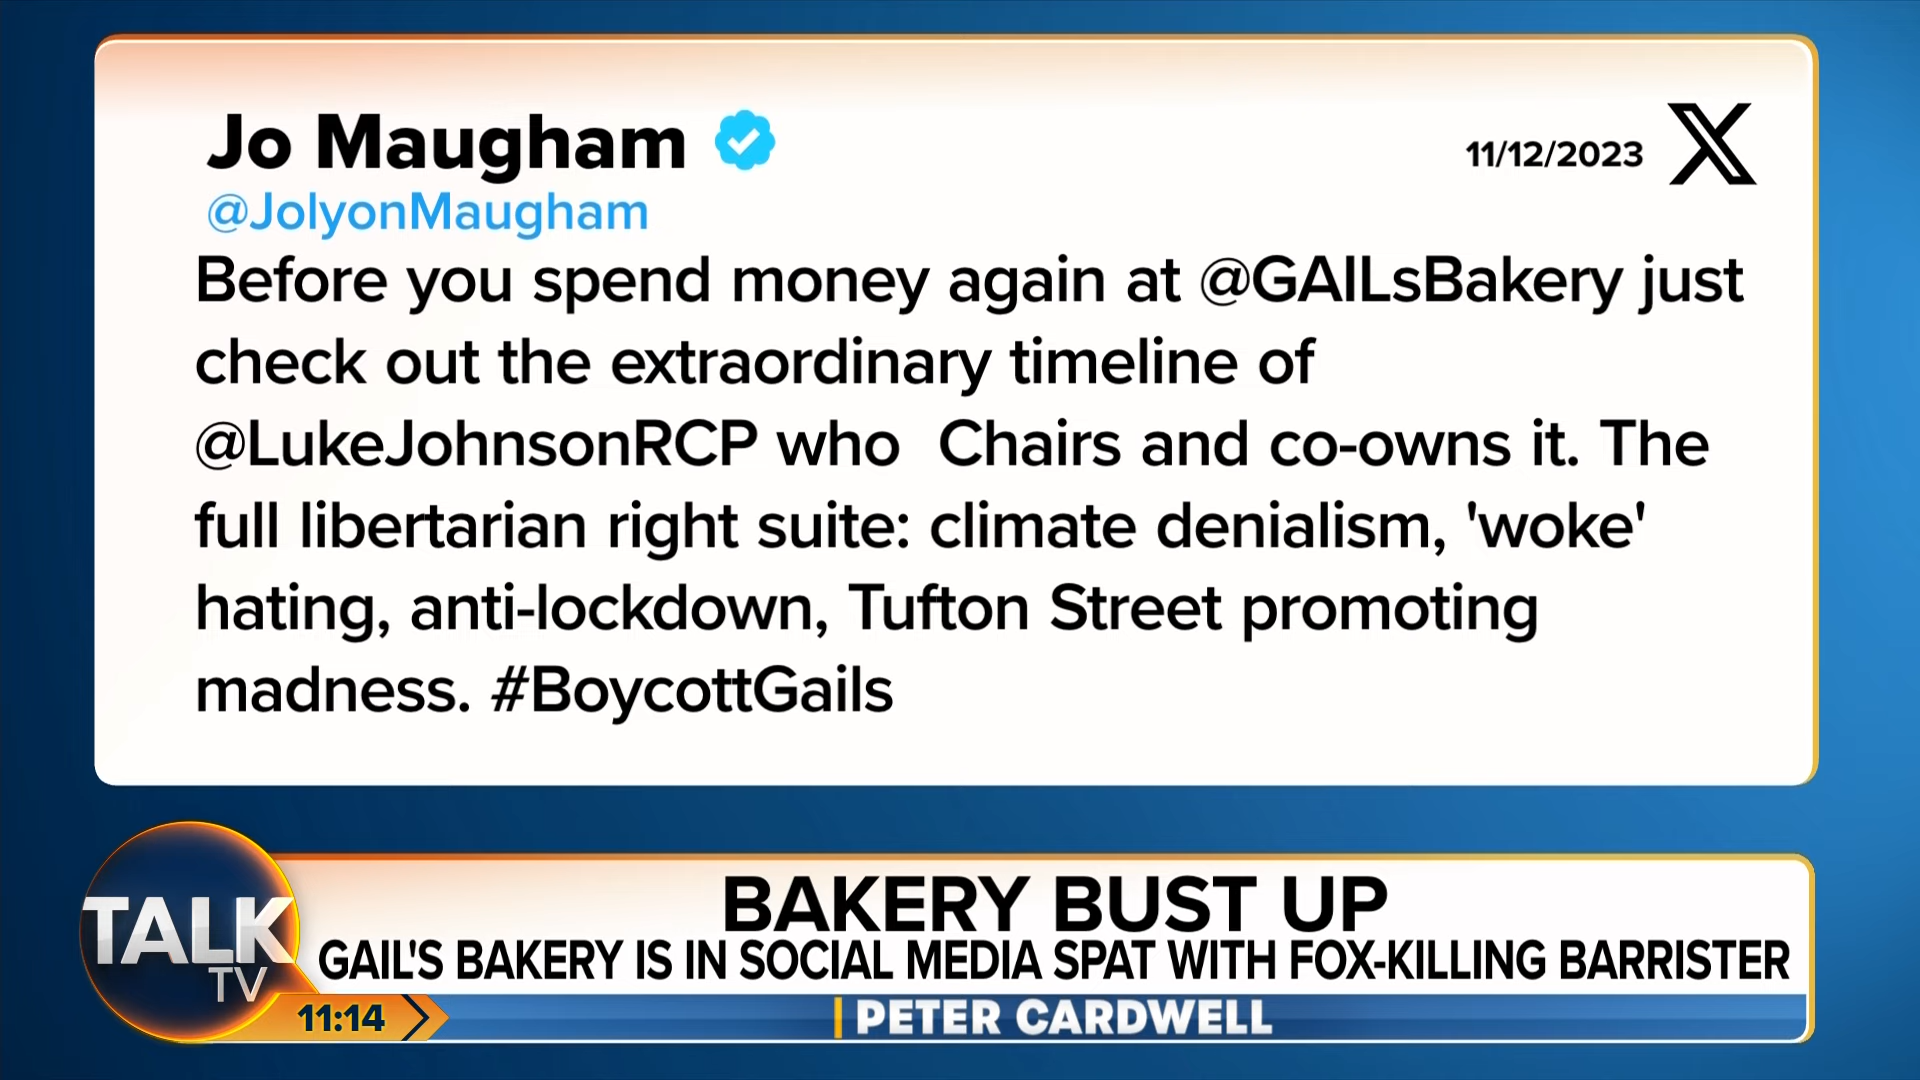 Jo Maugham
11/12/2023
@JolyonMaugham
Before you spend money again at @GAILsBakery just
check out the extraordinary timeline of
@LukeJohnsonRCP who  Chairs and co-owns it. The
full libertarian right suite: climate denialism, 'woke'
hating, anti-lockdown, Tufton Street promoting
madness. #BoycottGails
BAKERY BUST UP
GAIL'S BAKERY IS IN SOCIAL MEDIA SPAT WITH FOX-KILLING BARRISTER
TALK
TV
11:14
PETER CARDWELL